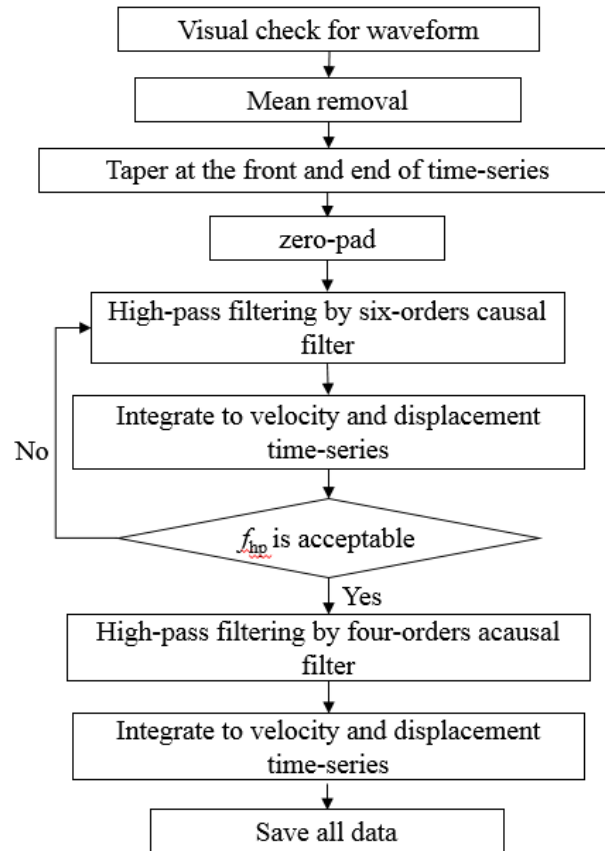 Visual check for waveform
Mean removal
Taper at the front and end of time-series
zero-pad
High-pass filtering by six-orders causal
filter
Integrate to velocity and displacement
time-series
No
fhp is acceptable
Yes
High-pass filtering by four-orders acausal
filter
Integrate to velocity and displacement
time-series
Save all data